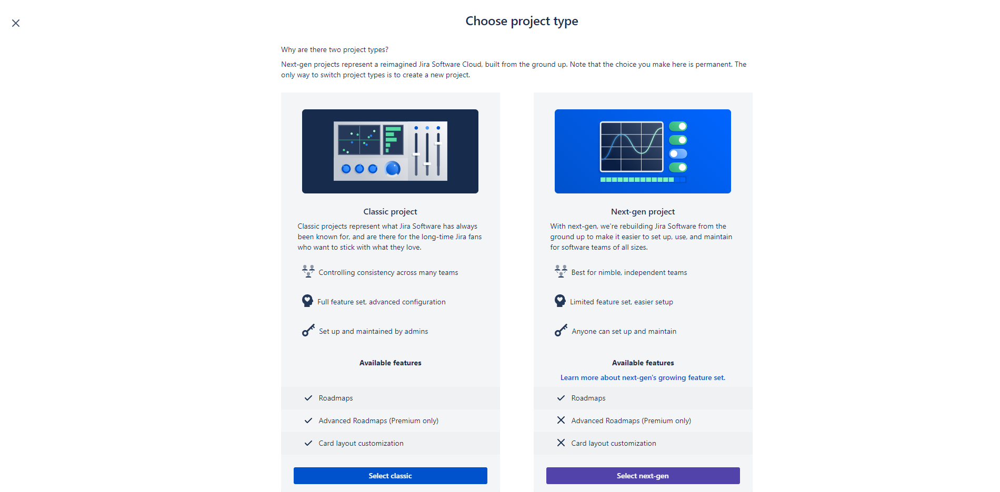 Choose project type
Why are there two project types?
Next-gen projects represent a reimagined Jira Software Cloud, built from the ground up. Note that the choice you make here is permanent. The
only way to switch project types is to create a new project.
Classic project
Classic projects represent what Jira Software has always
been known for, and are there for the long-time Jira fans
who want to stick with what they love.
Controlling consistency across many teams
Full feature set, advanced configuration
Set up and maintained by admins
Available features
Roadmaps
Advanced Roadmaps (Premium only)
Card layout customization
Select classic
Next-gen project
With next-gen, we're rebuilding Jira Software from the
ground up to make it easier to set up, use, and maintain
for software teams of all sizes.
Best for nimble, independent teams
Limited feature set, easier setup
Anyone can set up and maintain
Available features
Learn more about next-gen's growing feature set.
Roadmaps
Advanced Roadmaps (Premium only)
Card layout customization
Select next-gen